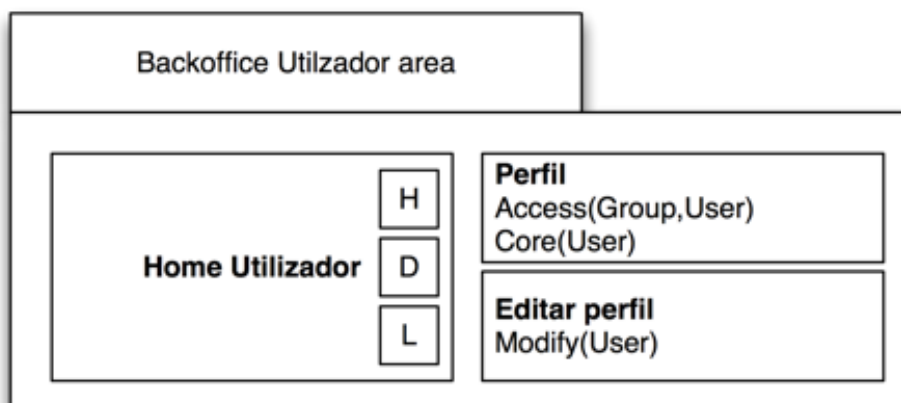 Backoffice Utilzador area
Home Utilizador
H
D
L
Perfil
Access(Group,User)
Core(User)
Editar perfil
Modify(User)